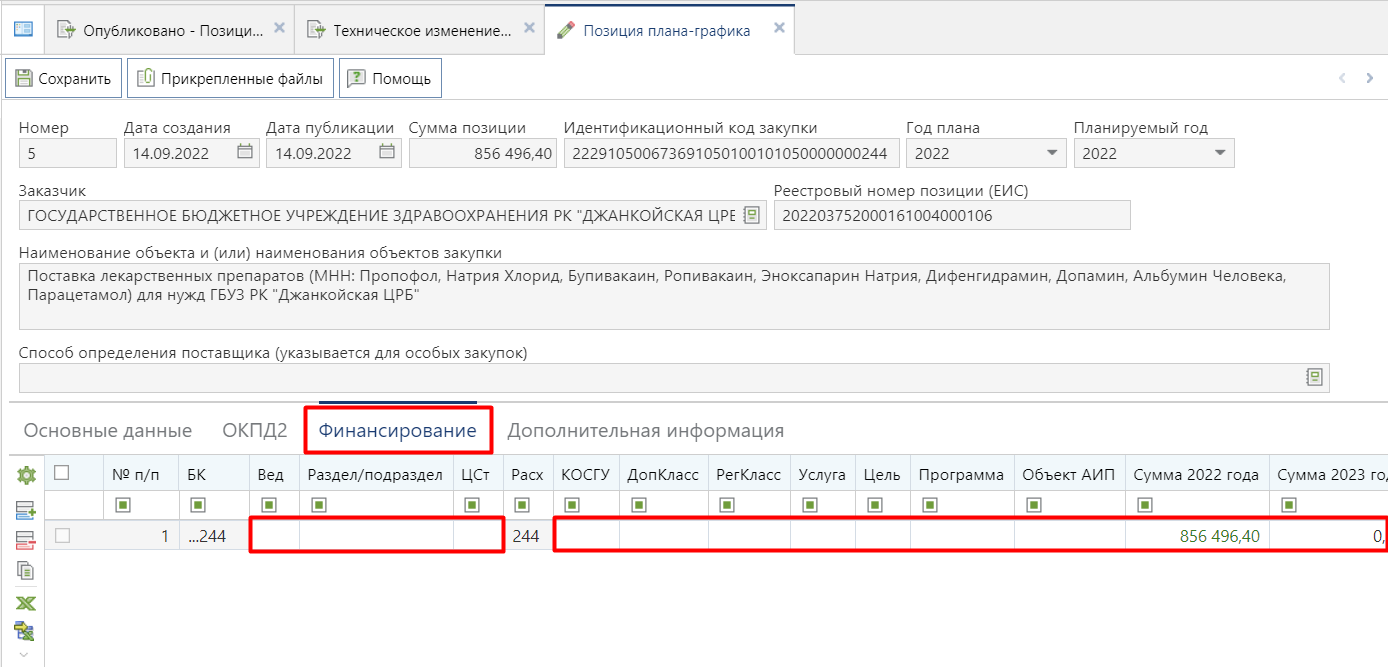 Опубликовано - Позици... Техническое изменение... Позиция плана-графика
Сохранить Прикрепленные файлы Помощь
Номер Дата создания Дата публикации Сумма позиции Идентификационный код закупки Год плана Планируемый год
5 14.09.2022 14.09.2022 856 496,40 222910500673691050100101050000000244 2022 2022
Заказчик Реестровый номер позиции (ЕИС)
ГОСУДАРСТВЕННОЕ БЮДЖЕТНОЕ УЧРЕЖДЕНИЕ ЗДРАВООХРАНЕНИЯ РК "ДЖАНКОЙСКАЯ ЦРБ 202203752000161004000106
Наименование объекта и (или) наименования объектов закупки
Поставка лекарственных препаратов (МНН: Пропофол, Натрия Хлорид, Бупивакаин, Ропивакаин, Эноксапарин Натрия, Дифенгидрамин, Допамин, Альбумин Человека,
Парацетамол) для нужд ГБУЗ РК "Джанкойская ЦРБ"
Способ определения поставщика (указывается для особых закупок)
Основные данные ОКПД2 Финансирование Дополнительная информация
№ п/п БК Вед Раздел/подраздел ЦСт Расх КОСГУ ДопКласс РегКласс Услуга Цель Программа Объект АИП Сумма 2022 года Сумма 2023 год
1 ...244 244 856 496,40 0,